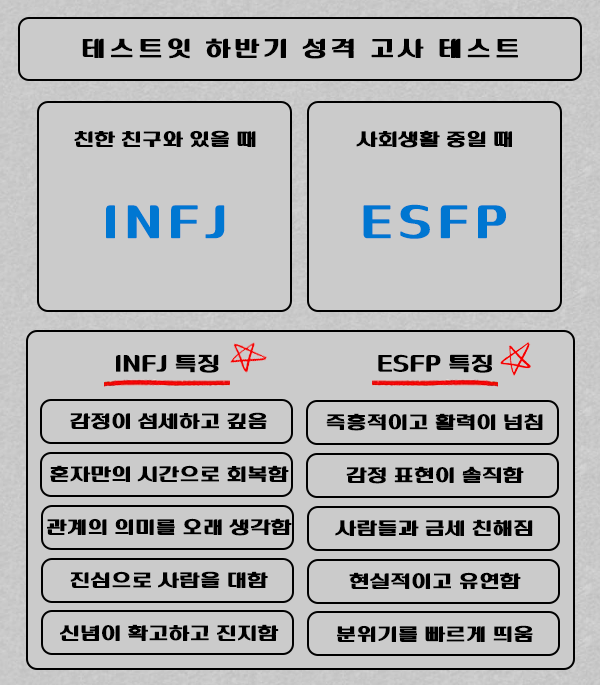 테스트잇 하반기 성격 고사 테스트
친한 친구와 있을 때
INFJ
사회생활 중일 때
ESFP
INFJ 특징
감정이 섬세하고 깊음
혼자만의 시간으로 회복함
관계의 의미를 오래 생각함
진심으로 사람을 대함
신념이 확고하고 진지함
ESFP 특징
즉흥적이고 활력이 넘침
감정 표현이 솔직함
사람들과 금세 친해짐
현실적이고 유연함
분위기를 빠르게 띄움